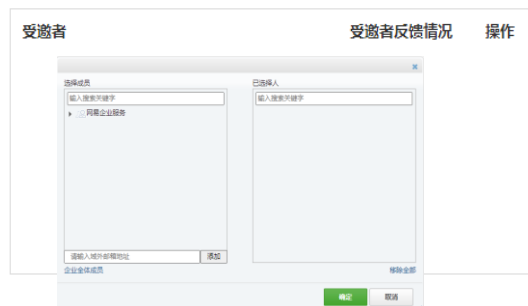 受邀者 受邀者反馈情况 操作
选择成员 已选择人
输入搜索关键字 输入搜索关键字
网易企业服务
请输入域外邮箱地址 添加
企业全体成员 移除全部
确定 取消